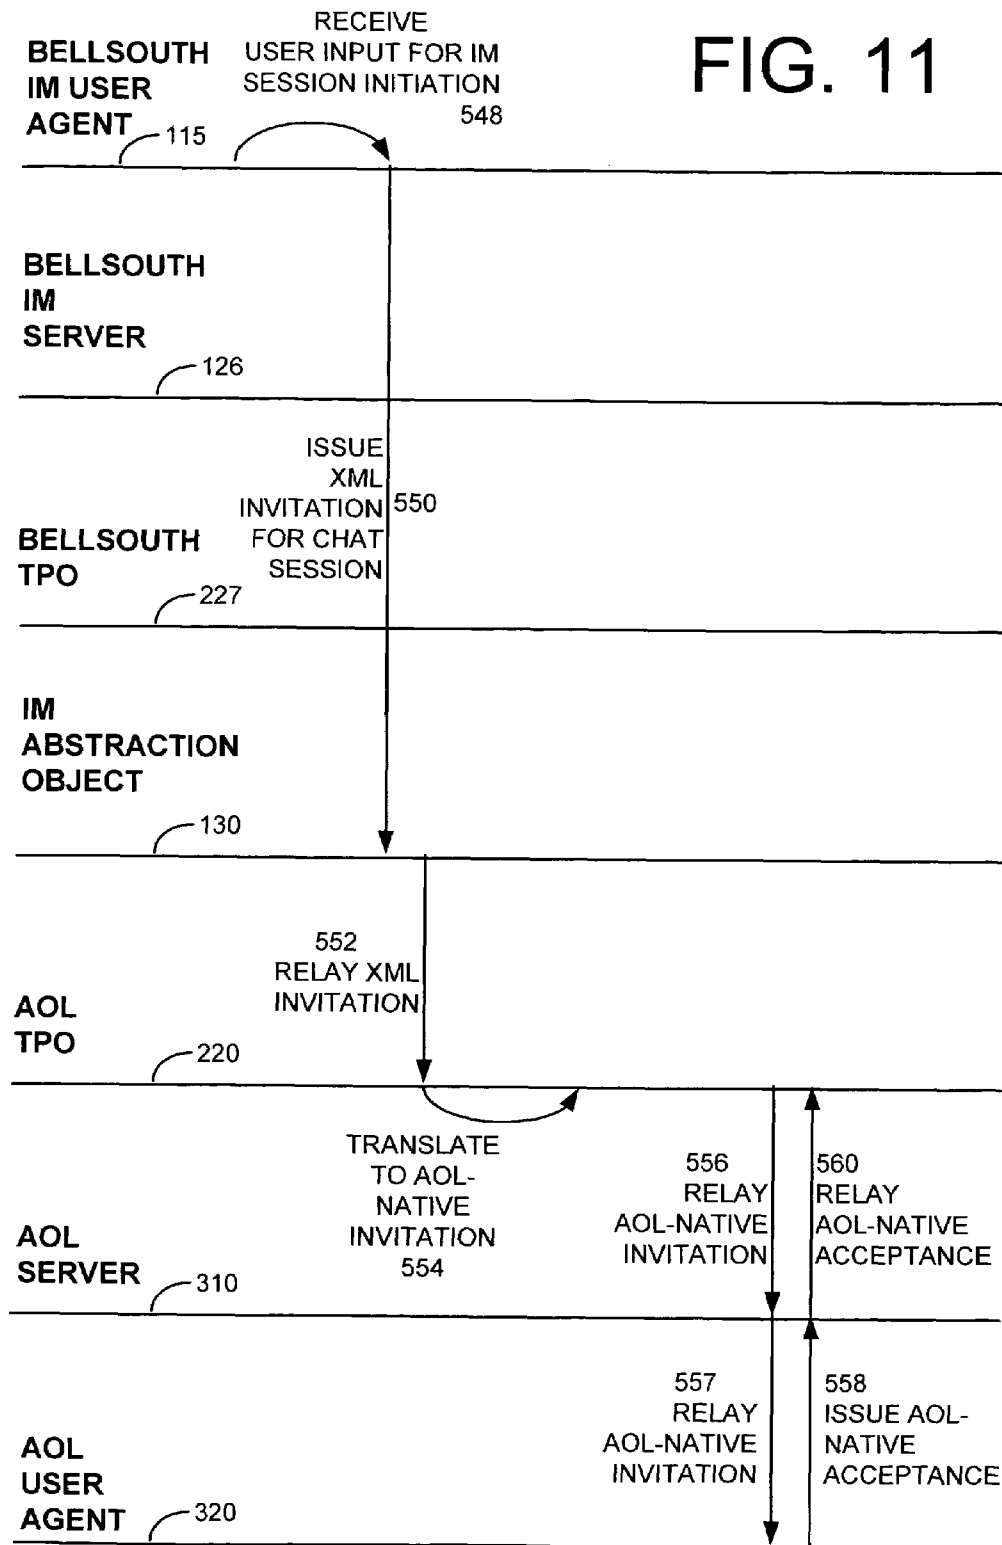 FIG. 11
RECEIVE
USER INPUT FOR IM
SESSION INITIATION
548
BELLSOUTH
IM USER
AGENT
115
BELLSOUTH
IM
SERVER
126
ISSUE
XML
INVITATION
FOR CHAT
SESSION
550
BELLSOUTH
TPO
227
IM
ABSTRACTION
OBJECT
130
552
RELAY XML
INVITATION
AOL
TPO
220
TRANSLATE
TO AOL-
NATIVE
INVITATION
554
556
RELAY
AOL-NATIVE
INVITATION
560
RELAY
AOL-NATIVE
ACCEPTANCE
AOL
SERVER
310
557
RELAY
AOL-NATIVE
INVITATION
558
ISSUE AOL-
NATIVE
ACCEPTANCE
AOL
USER
AGENT
320